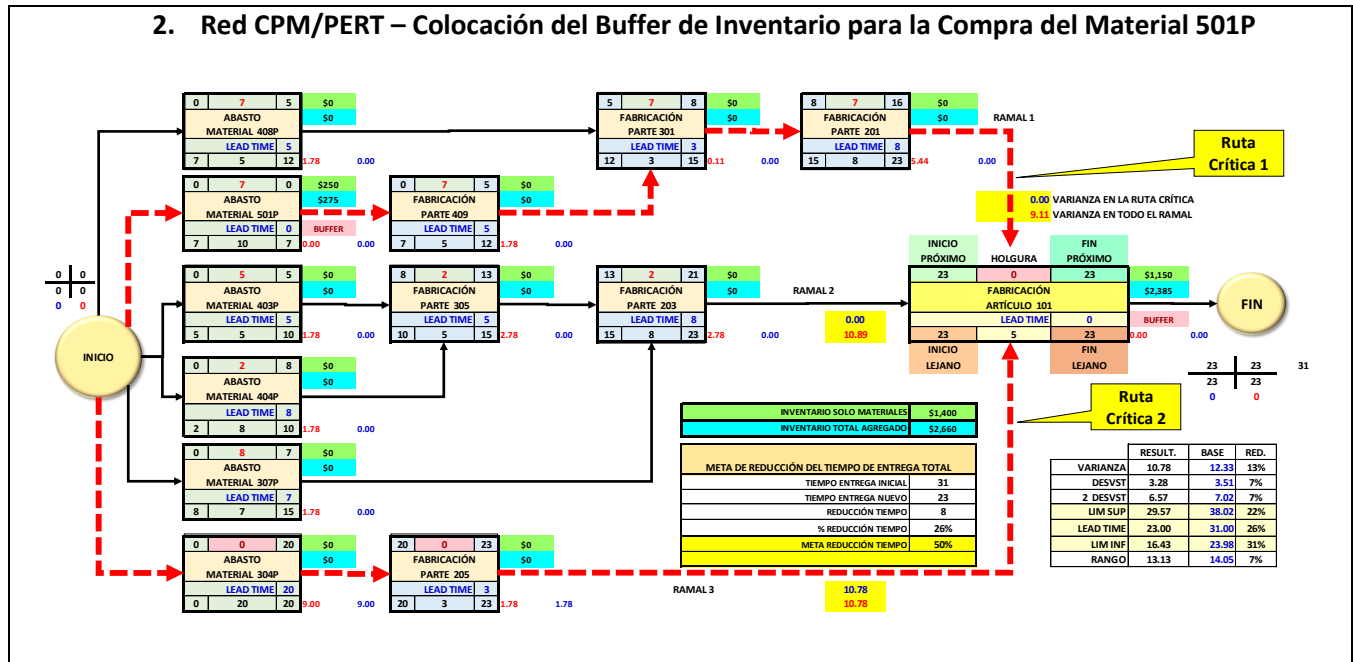 2. Red CPM/PERT – Colocación del Buffer de Inventario para la Compra del Material 501P
0 7 5 $0
ABASTO $0
MATERIAL 408P
LEAD TIME 5
7 5 12 1.78 0.00
5 7 8 $0
FABRICACIÓN $0
PARTE 301
LEAD TIME 3
12 3 15 0.11 0.00
8 7 16 $0
FABRICACIÓN $0
PARTE 201
LEAD TIME 8
15 8 23 5.44 0.00
RAMAL 1
Ruta
Crítica 1
0 7 0 $250
ABASTO $275
MATERIAL 501P
LEAD TIME 0 BUFFER
7 10 7 0.00 0.00
0 7 5 $0
FABRICACIÓN $0
PARTE 409
LEAD TIME 5
7 5 12 1.78 0.00
0.00 VARIANZA EN LA RUTA CRÍTICA
9.11 VARIANZA EN TODO EL RAMAL
0 0
0 0
0 0
INICIO
0 5 5 $0
ABASTO $0
MATERIAL 403P
LEAD TIME 5
5 5 10 1.78 0.00
8 2 13 $0
FABRICACIÓN $0
PARTE 305
LEAD TIME 5
10 5 15 2.78 0.00
13 2 21 $0
FABRICACIÓN $0
PARTE 203
LEAD TIME 8
15 8 23 2.78 0.00
RAMAL 2
0.00
10.89
INICIO FIN
PRÓXIMO HOLGURA PRÓXIMO
23 0 23 $1,150
FABRICACIÓN $2,385
ARTÍCULO 101
LEAD TIME 0 BUFFER
23 5 23 0.00 0.00
INICIO FIN
LEJANO LEJANO
FIN
23 23 31
23 23
0 0
0 2 8 $0
ABASTO $0
MATERIAL 404P
LEAD TIME 8
2 8 10 1.78 0.00
Ruta
Crítica 2
0 8 7 $0
ABASTO $0
MATERIAL 307P
LEAD TIME 7
8 7 15 1.78 0.00
INVENTARIO SOLO MATERIALES $1,400
INVENTARIO TOTAL AGREGADO $2,660
META DE REDUCCIÓN DEL TIEMPO DE ENTREGA TOTAL
TIEMPO ENTREGA INICIAL 31
TIEMPO ENTREGA NUEVO 23
REDUCCIÓN TIEMPO 8
% REDUCCIÓN TIEMPO 26%
META REDUCCIÓN TIEMPO 50%
RESULT. BASE RED.
VARIANZA 10.78 12.33 13%
DESVST 3.28 3.51 7%
2 DESVST 6.57 7.02 7%
LIM SUP 29.57 38.02 22%
LEAD TIME 23.00 31.00 26%
LIM INF 16.43 23.98 31%
RANGO 13.13 14.05 7%
0 0 20 $0
ABASTO $0
MATERIAL 304P
LEAD TIME 20
0 20 20 9.00 9.00
20 0 23 $0
FABRICACIÓN $0
PARTE 205
LEAD TIME 3
20 3 23 1.78 1.78
RAMAL 3
10.78
10.78